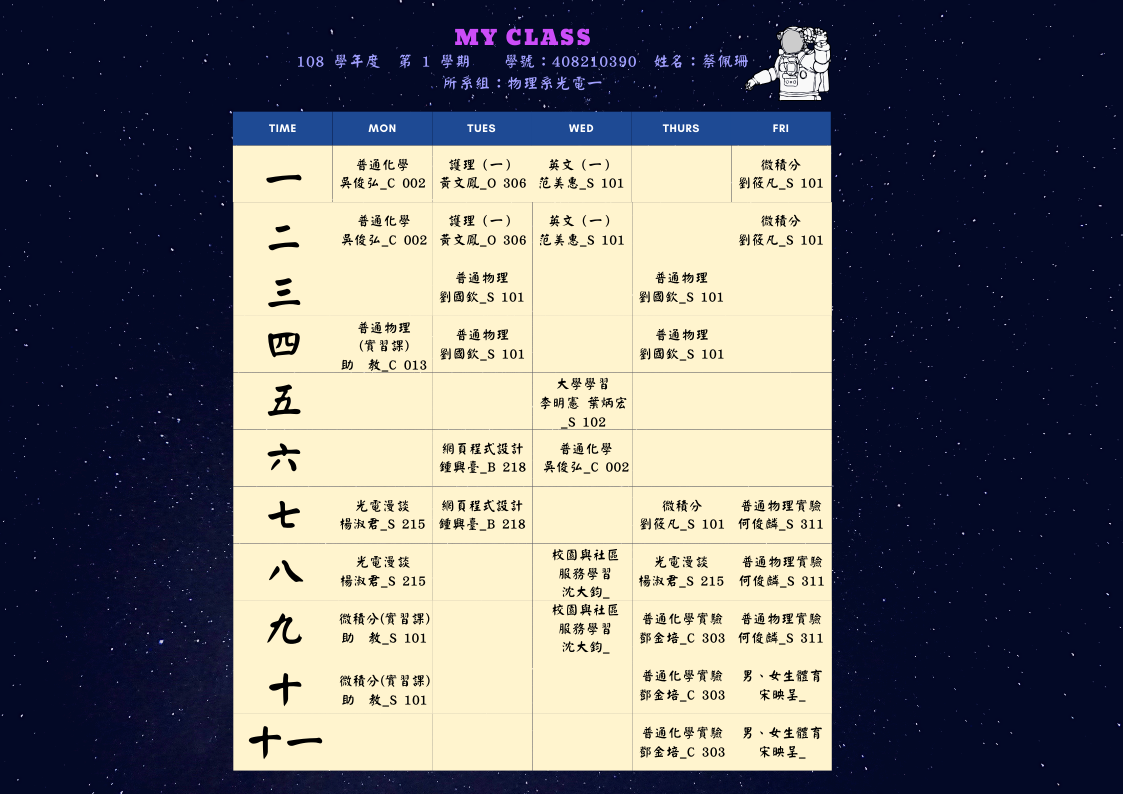 MY CLASS
108 學年度 第 1 學期 學號：408210390 姓名：蔡佩珊
所系組：物理系光電一
TIME MON TUES WED THURS FRI
一
普通化學
吳俊弘_C 002
護理（一）
黃文鳳_O 306
英文（一）
范美惠_S 101
微積分
劉筱凡_S 101
二
普通化學
吳俊弘_C 002
護理（一）
黃文鳳_O 306
英文（一）
范美惠_S 101
微積分
劉筱凡_S 101
三
普通物理
劉國欽_S 101
普通物理
劉國欽_S 101
四
普通物理
(實習課)
助 教_C 013
普通物理
劉國欽_S 101
普通物理
劉國欽_S 101
五
大學學習
李明憲 葉炳宏
_S 102
六
網頁程式設計
鍾興臺_B 218
普通化學
吳俊弘_C 002
七
光電漫談
楊淑君_S 215
網頁程式設計
鍾興臺_B 218
微積分
劉筱凡_S 101
普通物理實驗
何俊麟_S 311
八
光電漫談
楊淑君_S 215
校園與社區
服務學習
沈大鈞_
光電漫談
楊淑君_S 215
普通物理實驗
何俊麟_S 311
九
微積分(實習課)
助 教_S 101
校園與社區
服務學習
沈大鈞_
普通化學實驗
鄧金培_C 303
普通物理實驗
何俊麟_S 311
十
微積分(實習課)
助 教_S 101
普通化學實驗
鄧金培_C 303
男、女生體育
宋映呈_
十一
普通化學實驗
鄧金培_C 303
男、女生體育
宋映呈_